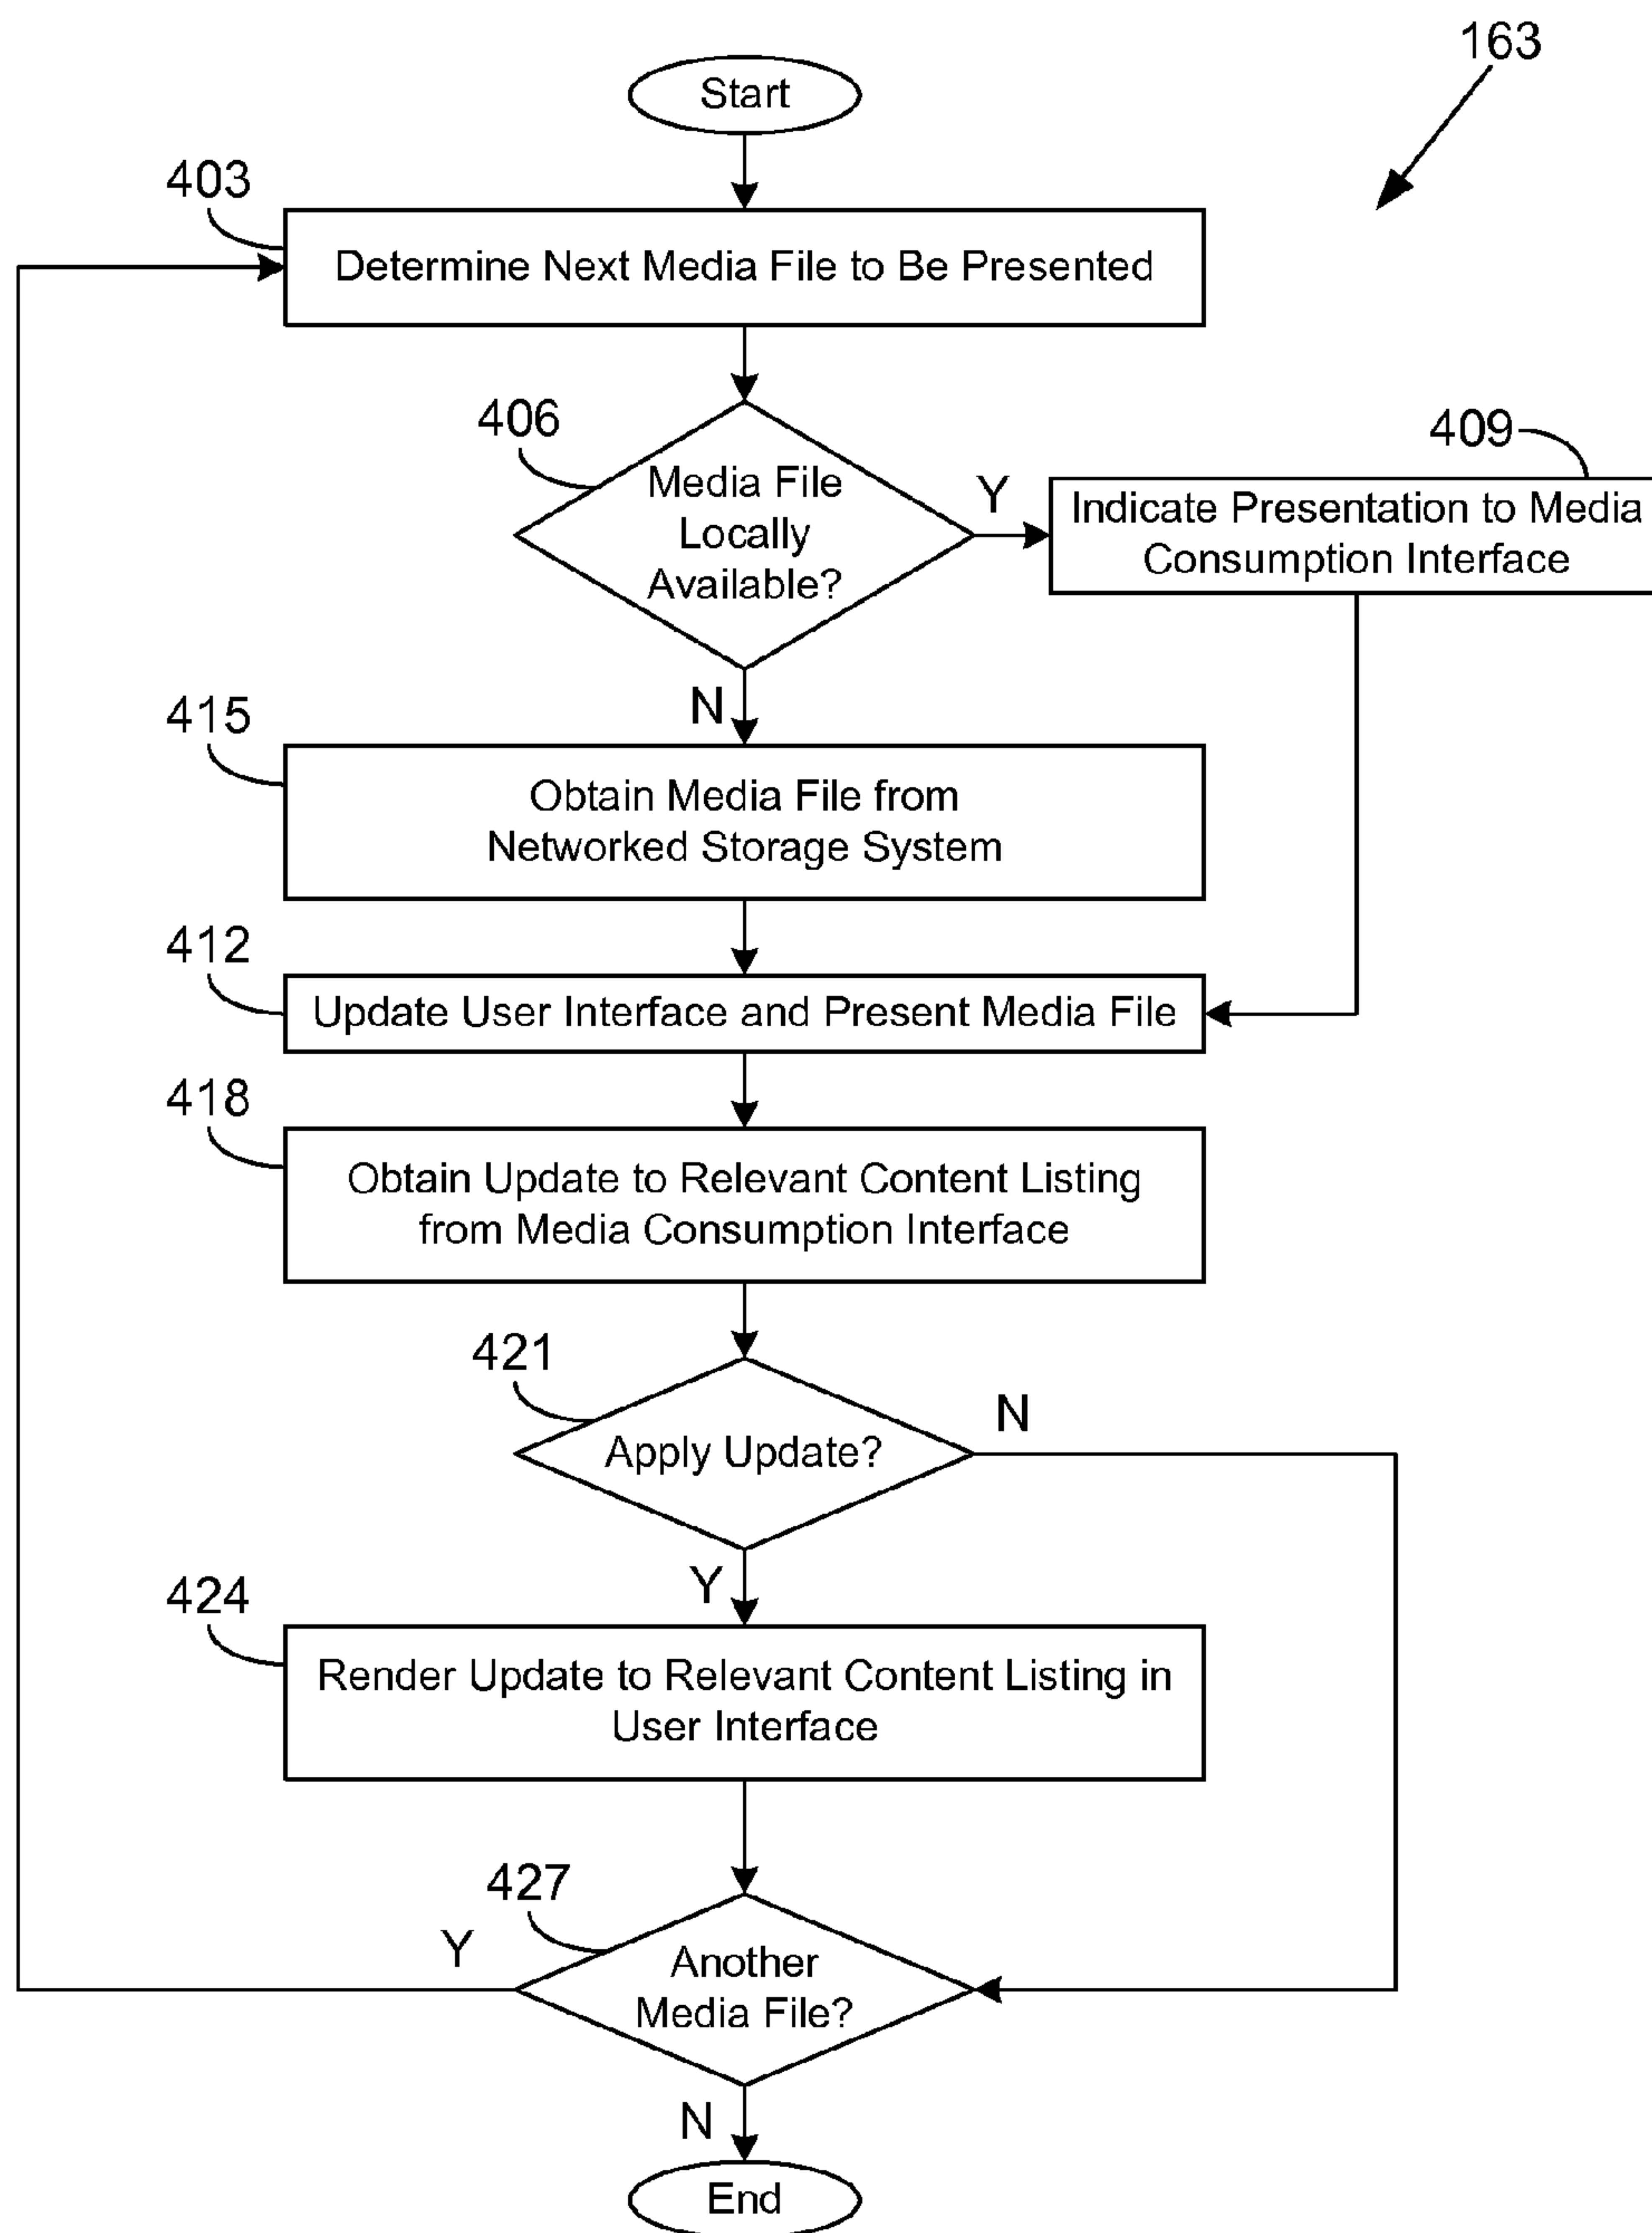 163
Start
403
Determine Next Media File to Be Presented
406
Media File
Locally
Available?
Y
409
Indicate Presentation to Media
Consumption Interface
N
415
Obtain Media File from
Networked Storage System
412
Update User Interface and Present Media File
418
Obtain Update to Relevant Content Listing
from Media Consumption Interface
421
Apply Update?
N
Y
424
Render Update to Relevant Content Listing in
User Interface
427
Another
Media File?
Y
N
End